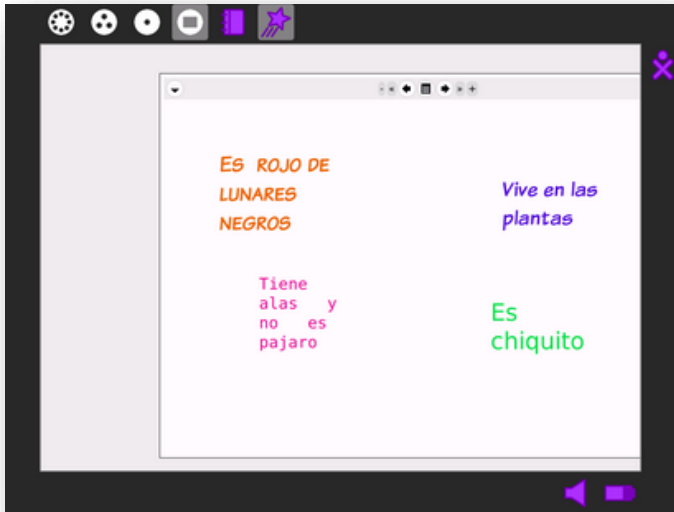 ES ROJO DE
LUNARES
NEGROS
Vive en las
plantas
Tiene
alas y
no es
pajaro
Es
chiquito